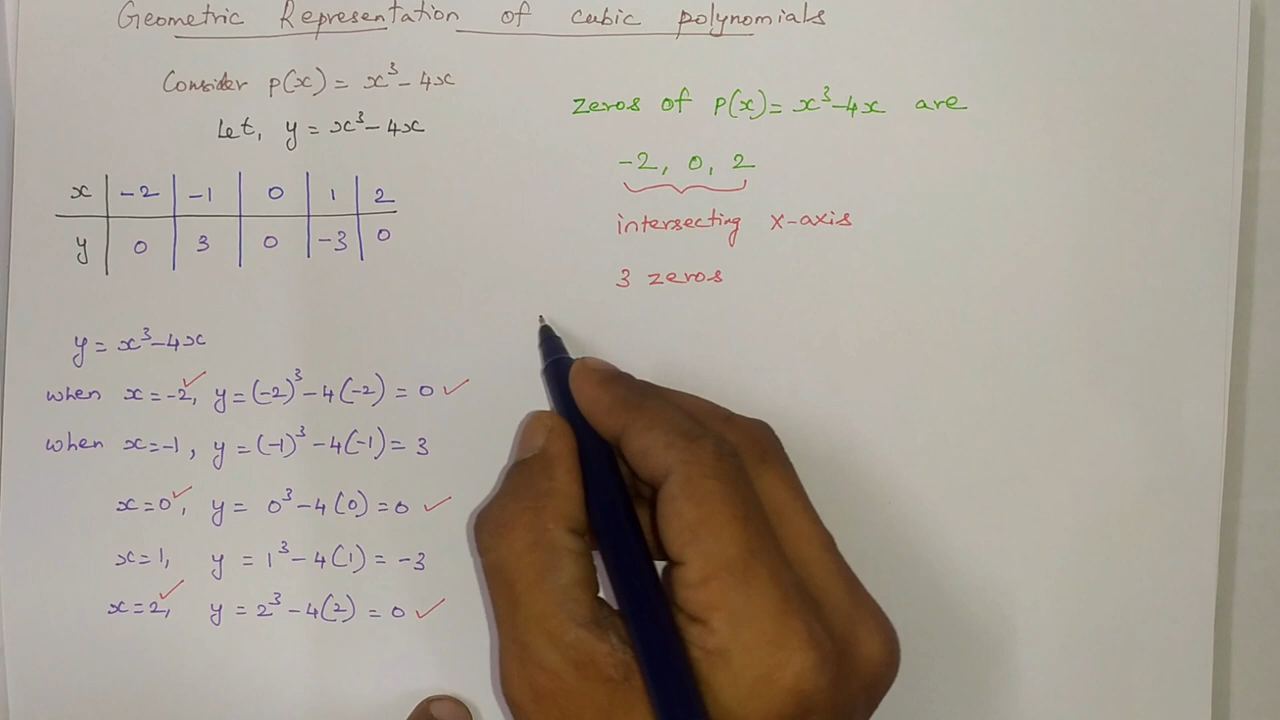 Geometric Representation of cubic polynomials
Consider p(x) = x³ - 4x
Let, y = x³ - 4x
x | -2 | -1 | 0 | 1 | 2
y | 0 | 3 | 0 | -3 | 0
y = x³ - 4x
when x = -2, y = (-2)³ - 4(-2) = 0
when x = -1, y = (-1)³ - 4(-1) = 3
x = 0, y = 0³ - 4(0) = 0
x = 1, y = 1³ - 4(1) = -3
x = 2, y = 2³ - 4(2) = 0
zeros of p(x) = x³ - 4x are
-2, 0, 2
intersecting x-axis
3 zeros